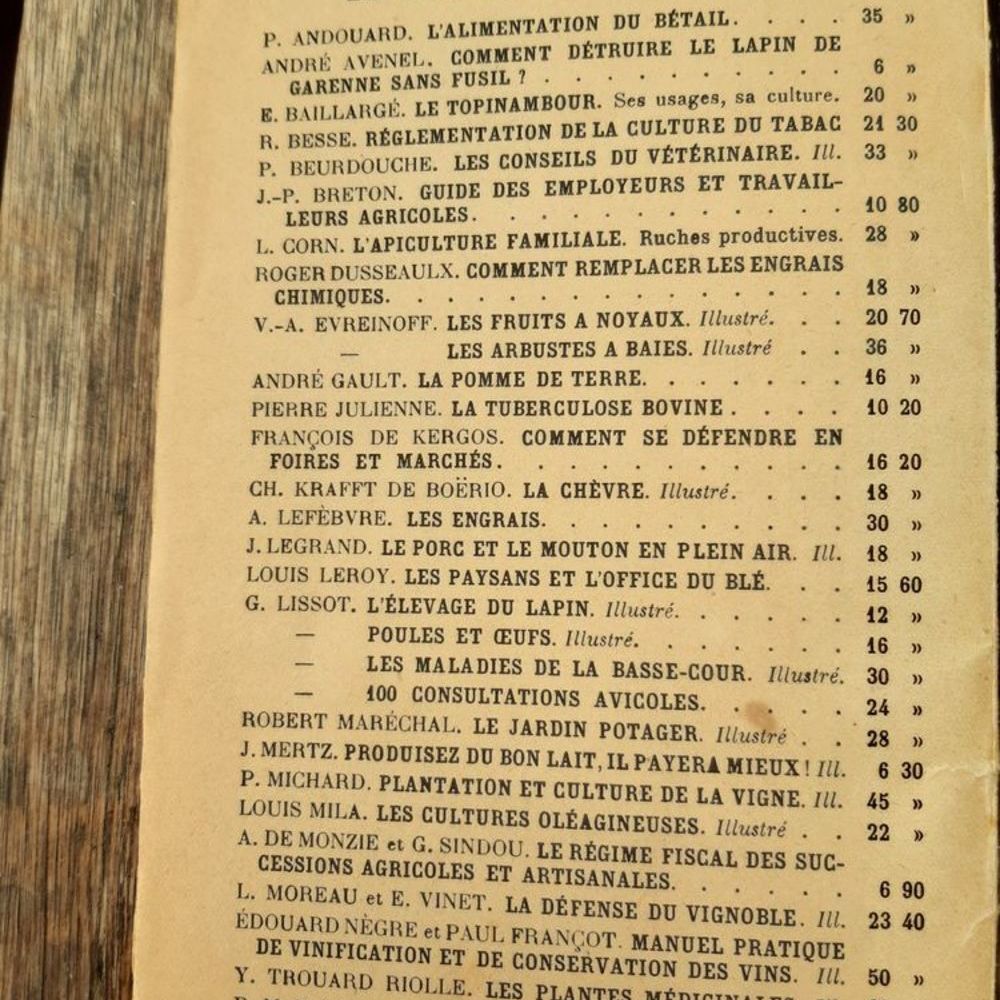 P. ANDOUARD. L'ALIMENTATION DU BÉTAIL. . . . 35 »
ANDRÉ AVENEL. COMMENT DÉTRUIRE LE LAPIN DE
GARENNE SANS FUSIL ? . . . . . . . . . . 6 »
E. BAILLARGÉ. LE TOPINAMBOUR. Ses usages, sa culture. 20 »
R. BESSE. RÉGLEMENTATION DE LA CULTURE DU TABAC 21 30
P. BEURDOUCHE. LES CONSEILS DU VÉTÉRINAIRE. Ill. 33 »
J.-P. BRETON. GUIDE DES EMPLOYEURS ET TRAVAIL-
LEURS AGRICOLES. . . . . . . . . . . . 10 80
L. CORN. L'APICULTURE FAMILIALE. Ruches productives. 28 »
ROGER DUSSEAULX. COMMENT REMPLACER LES ENGRAIS
CHIMIQUES. . . . . . . . . . . . . . . 18 »
V.-A. EVREINOFF. LES FRUITS A NOYAUX. Illustré. . . 20 70
— LES ARBUSTES A BAIES. Illustré . . 36 »
ANDRÉ GAULT. LA POMME DE TERRE. . . . . . . 16 »
PIERRE JULIENNE. LA TUBERCULOSE BOVINE . . . . 10 20
FRANÇOIS DE KERGOS. COMMENT SE DÉFENDRE EN
FOIRES ET MARCHÉS. . . . . . . . . . . 16 20
CH. KRAFFT DE BOËRIO. LA CHÈVRE. Illustré. . . . 18 »
A. LEFÈBVRE. LES ENGRAIS. . . . . . . . . . 30 »
J. LEGRAND. LE PORC ET LE MOUTON EN PLEIN AIR. Ill. 18 »
LOUIS LEROY. LES PAYSANS ET L'OFFICE DU BLÉ. . . 15 60
G. LISSOT. L'ÉLEVAGE DU LAPIN. Illustré. . . . . . 12 »
— POULES ET ŒUFS. Illustré. . . . . . . 16 »
— LES MALADIES DE LA BASSE-COUR. Illustré. 30 »
— 100 CONSULTATIONS AVICOLES. . . . . 24 »
ROBERT MARÉCHAL. LE JARDIN POTAGER. Illustré . . 28 »
J. MERTZ. PRODUISEZ DU BON LAIT, IL PAYERA MIEUX ! Ill. 6 30
P. MICHARD. PLANTATION ET CULTURE DE LA VIGNE. Ill. 45 »
LOUIS MILA. LES CULTURES OLÉAGINEUSES. Illustré . . 22 »
A. DE MONZIE et G. SINDOU. LE RÉGIME FISCAL DES SUC-
CESSIONS AGRICOLES ET ARTISANALES. . . . . . 6 90
L. MOREAU et E. VINET. LA DÉFENSE DU VIGNOBLE. Ill. 23 40
ÉDOUARD NÈGRE et PAUL FRANÇOT. MANUEL PRATIQUE
DE VINIFICATION ET DE CONSERVATION DES VINS. Ill. 50 »
Y. TROUARD RIOLLE. LES PLANTES MÉDICINALES